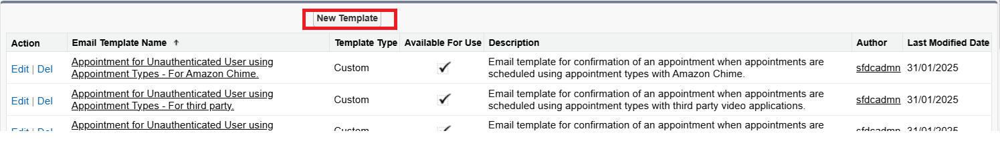 New Template
Action Email Template Name ↑ Template Type Available For Use Description Author Last Modified Date
Edit | Del Appointment for Unauthenticated User using Custom Email template for confirmation of an appointment when appointments are sfdcadmn 31/01/2025
Appointment Types - For Amazon Chime. scheduled using appointment types with Amazon Chime.
Edit | Del Appointment for Unauthenticated User using Custom Email template for confirmation of an appointment when appointments are sfdcadmn 31/01/2025
Appointment Types - For third party. scheduled using appointment types with third party video applications.
Edit | Del Appointment for Unauthenticated User using Custom Email template for confirmation of an appointment when appointments are sfdcadmn 31/01/2025